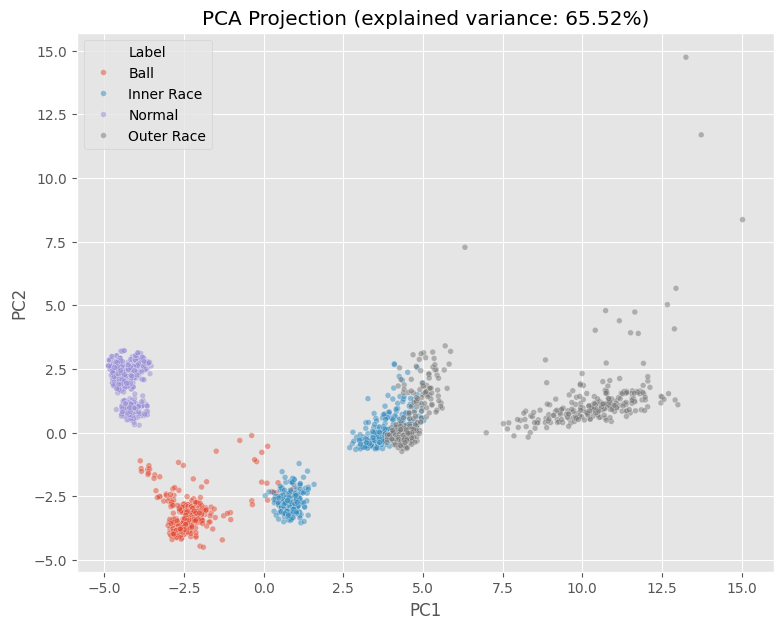 PCA Projection (explained variance: 65.52%)
Label
Ball
Inner Race
Normal
Outer Race
15.0
12.5
10.0
7.5
5.0
2.5
0.0
−2.5
−5.0
PC2
−5.0 −2.5 0.0 2.5 5.0 7.5 10.0 12.5 15.0
PC1